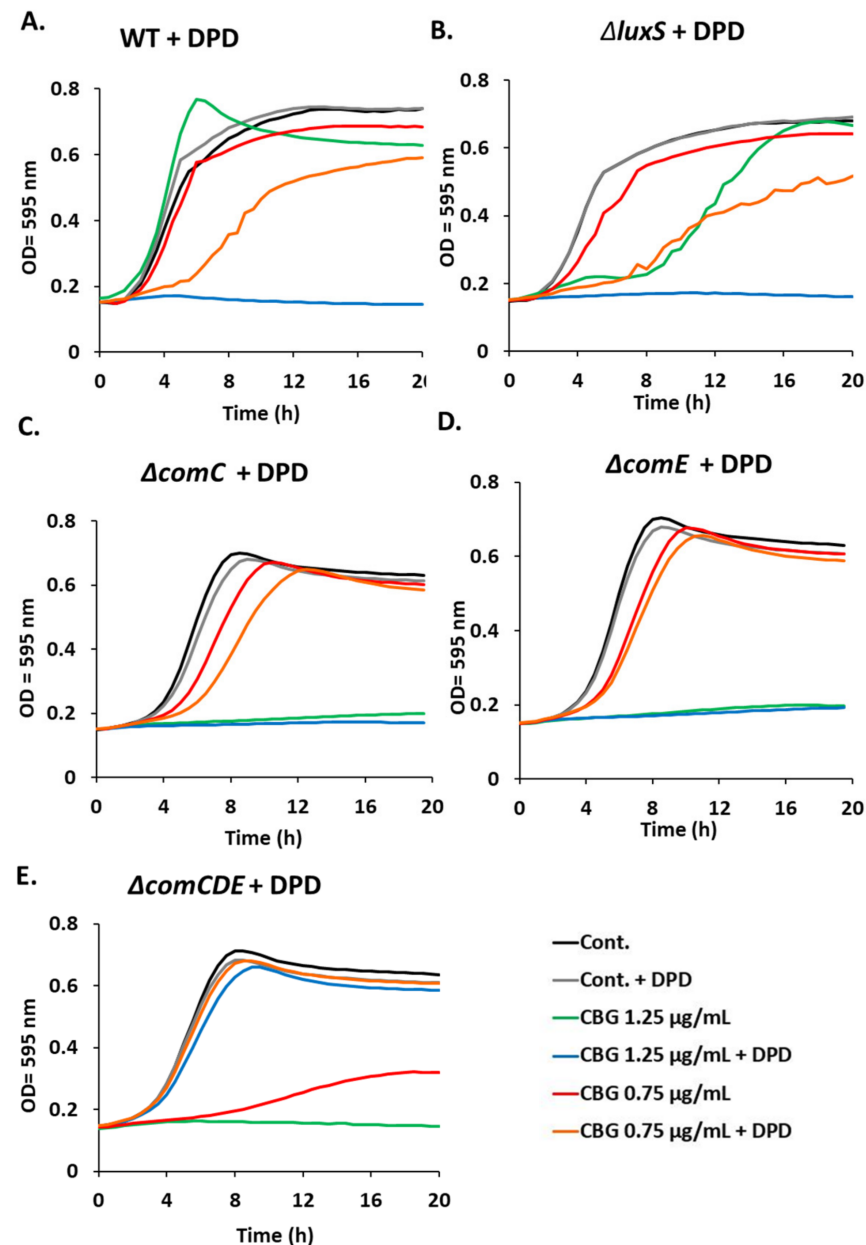 A.
WT + DPD
0.8
0.6
0.4
0.2
0
OD= 595 nm
0 4 8 12 16 20
Time (h)
B.
ΔluxS + DPD
0.8
0.6
0.4
0.2
0
OD= 595 nm
0 4 8 12 16 20
Time (h)
C.
ΔcomC + DPD
0.8
0.6
0.4
0.2
0
OD = 595 nm
0 4 8 12 16 20
Time (h)
D.
ΔcomE + DPD
0.8
0.6
0.4
0.2
0
OD = 595 nm
0 4 8 12 16 20
Time (h)
E.
ΔcomCDE + DPD
0.8
0.6
0.4
0.2
0
OD= 595 nm
0 4 8 12 16 20
Time (h)
Cont.
Cont. + DPD
CBG 1.25 µg/mL
CBG 1.25 µg/mL + DPD
CBG 0.75 µg/mL
CBG 0.75 µg/mL + DPD